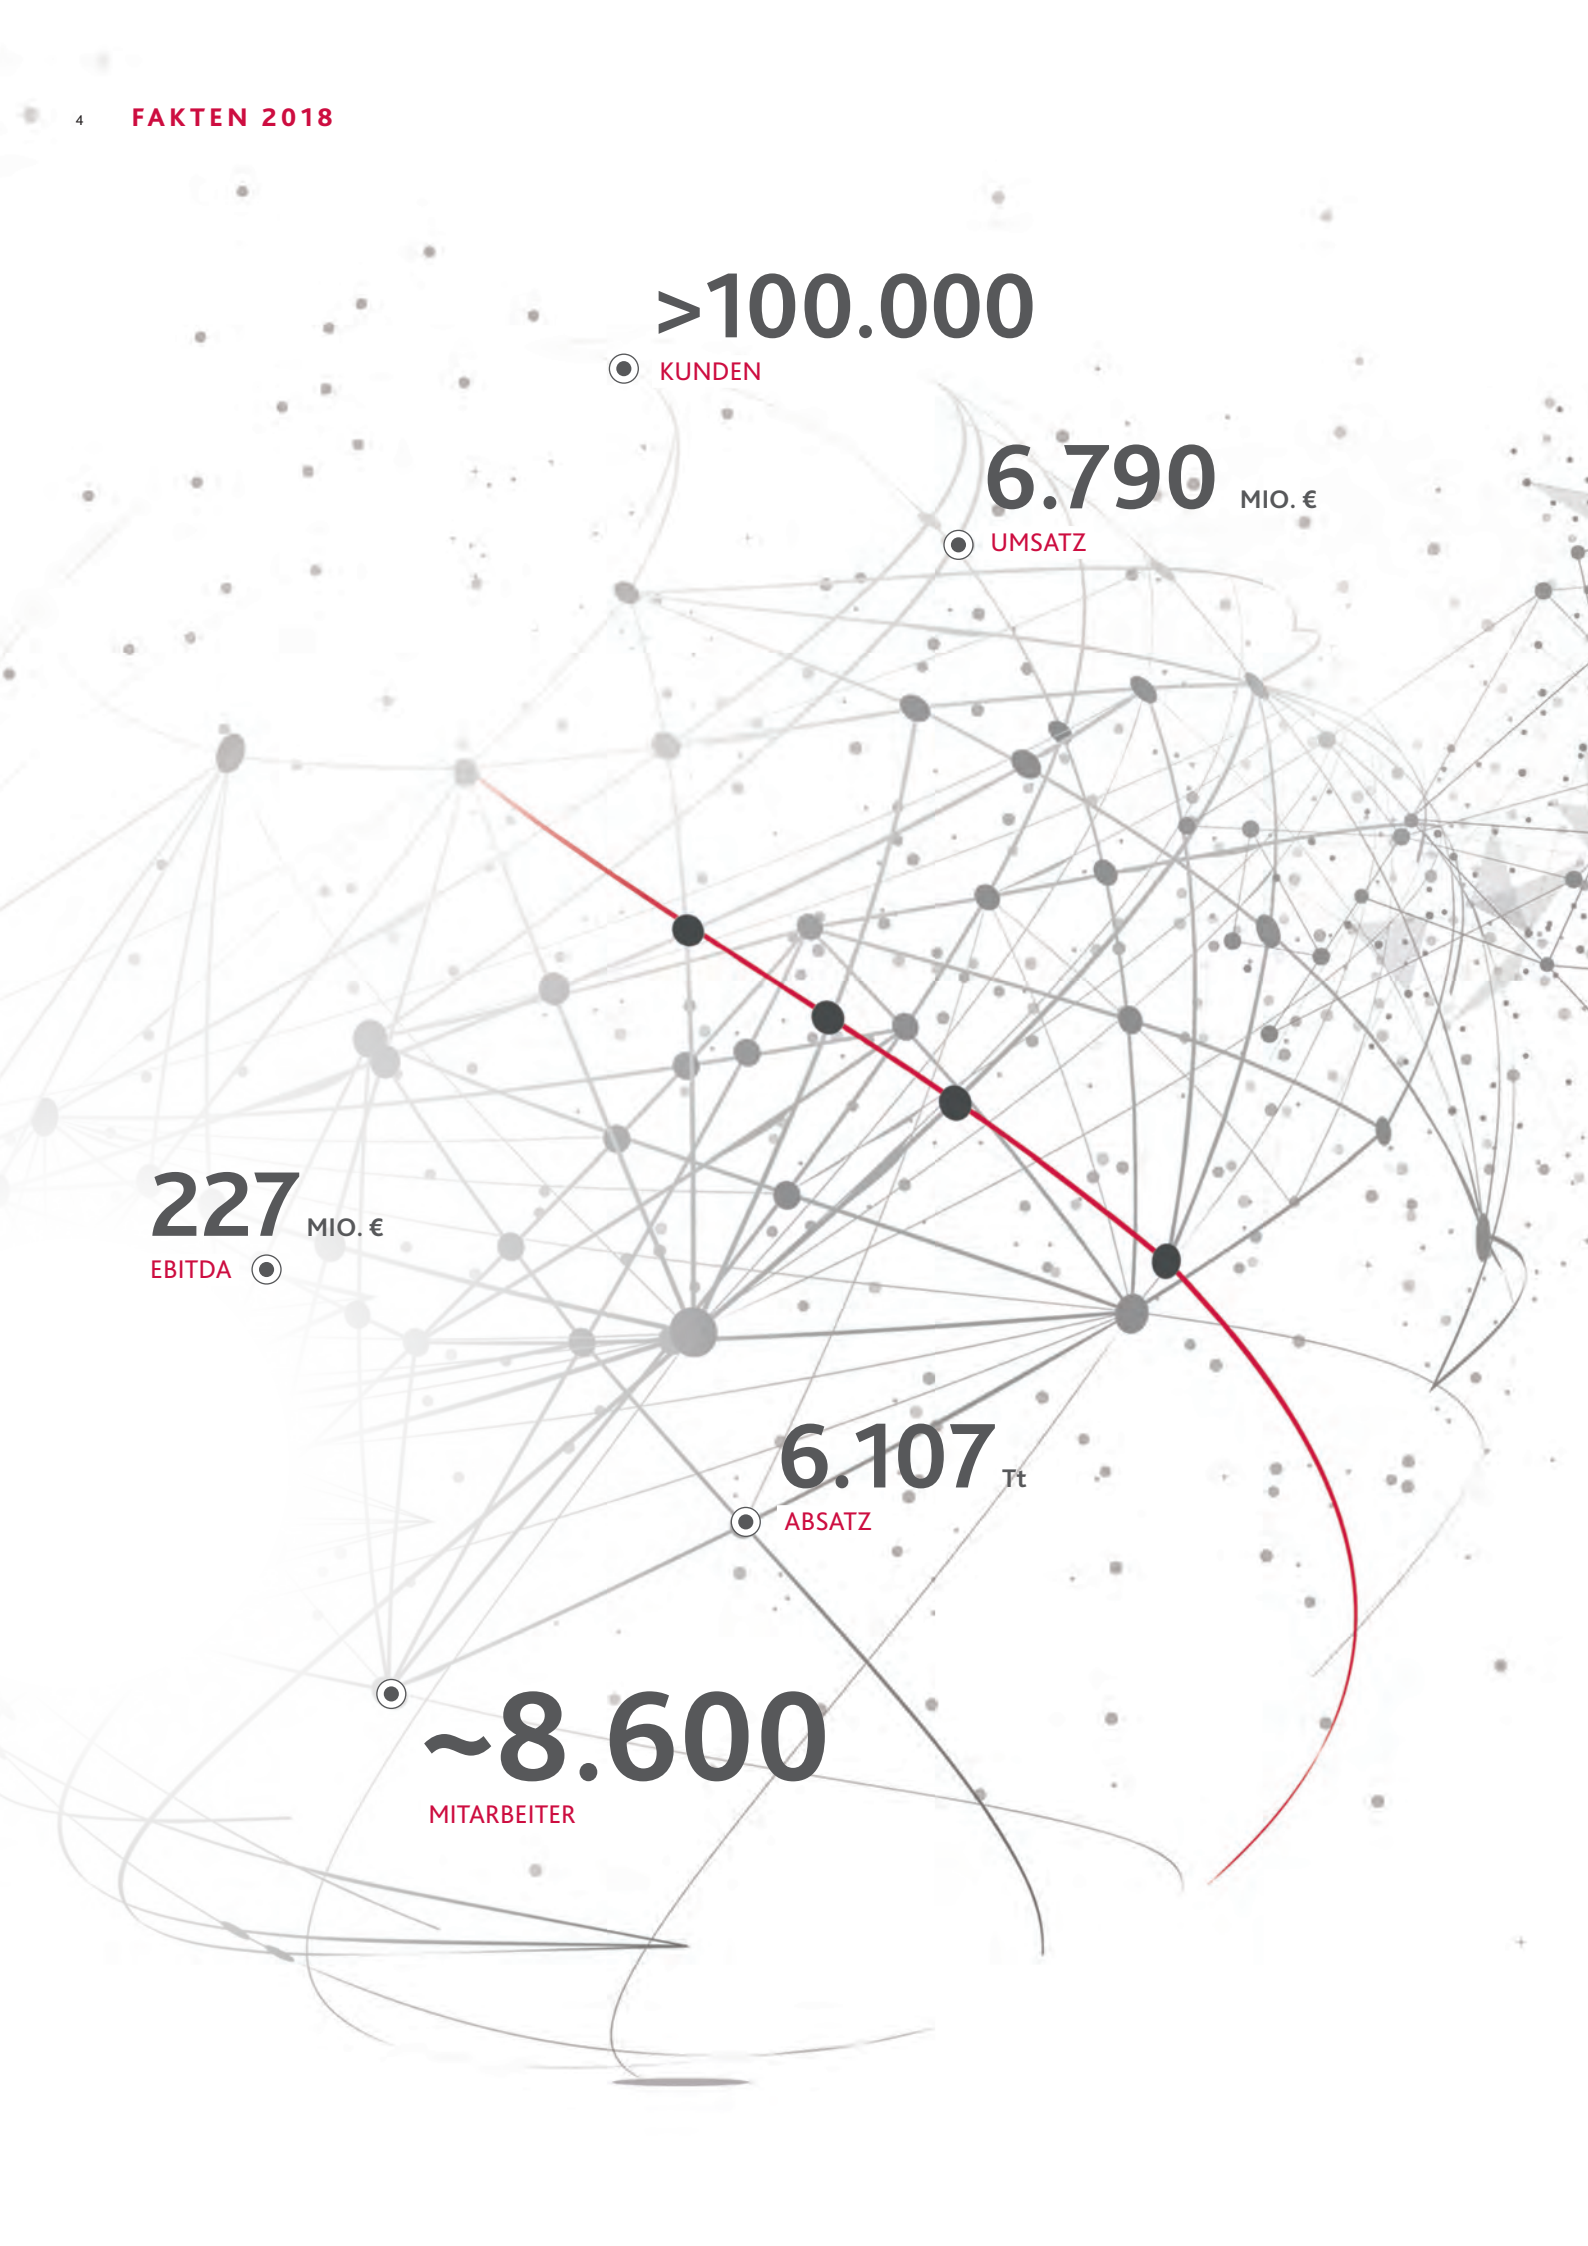 4 FAKTEN 2018
>100.000
KUNDEN
6.790 MIO. €
UMSATZ
227 MIO. €
EBITDA
6.107 Tt
ABSATZ
~8.600
MITARBEITER